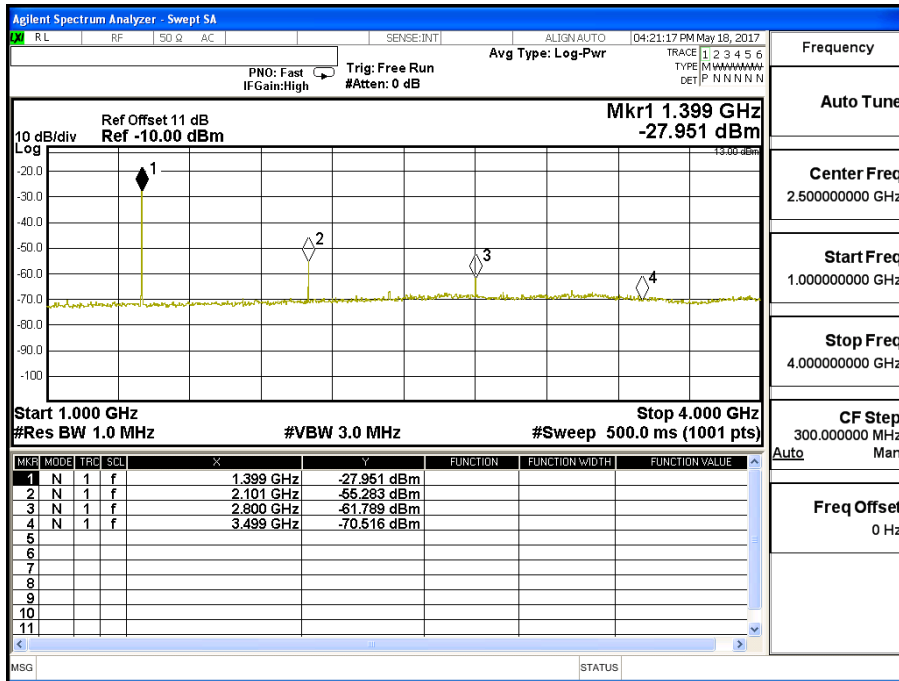 Agilent Spectrum Analyzer - Swept SA
LXI RL RF 50 Ω AC SENSE:INT ALIGN AUTO 04:21:17 PM May 18, 2017
Avg Type: Log-Pwr TRACE 1 2 3 4 5 6
PNO: Fast Trig: Free Run TYPE MWWWWW
IFGain:High #Atten: 0 dB DET P N N N N N
Mkr1 1.399 GHz
Ref Offset 11 dB
10 dB/div Ref -10.00 dBm -27.951 dBm
Log
-13.00 dBm
-20.0
-30.0
-40.0
-50.0
-60.0
-70.0
-80.0
-90.0
-100
1
2
3
4
Start 1.000 GHz Stop 4.000 GHz
#Res BW 1.0 MHz #VBW 3.0 MHz #Sweep 500.0 ms (1001 pts)
MKR MODE TRC SCL X Y FUNCTION FUNCTION WIDTH FUNCTION VALUE
1 N 1 f 1.399 GHz -27.951 dBm
2 N 1 f 2.101 GHz -55.283 dBm
3 N 1 f 2.800 GHz -61.789 dBm
4 N 1 f 3.499 GHz -70.516 dBm
5
6
7
8
9
10
11
MSG STATUS
Frequency
Auto Tune
Center Freq
2.500000000 GHz
Start Freq
1.000000000 GHz
Stop Freq
4.000000000 GHz
CF Step
300.000000 MHz
Auto Man
Freq Offset
0 Hz